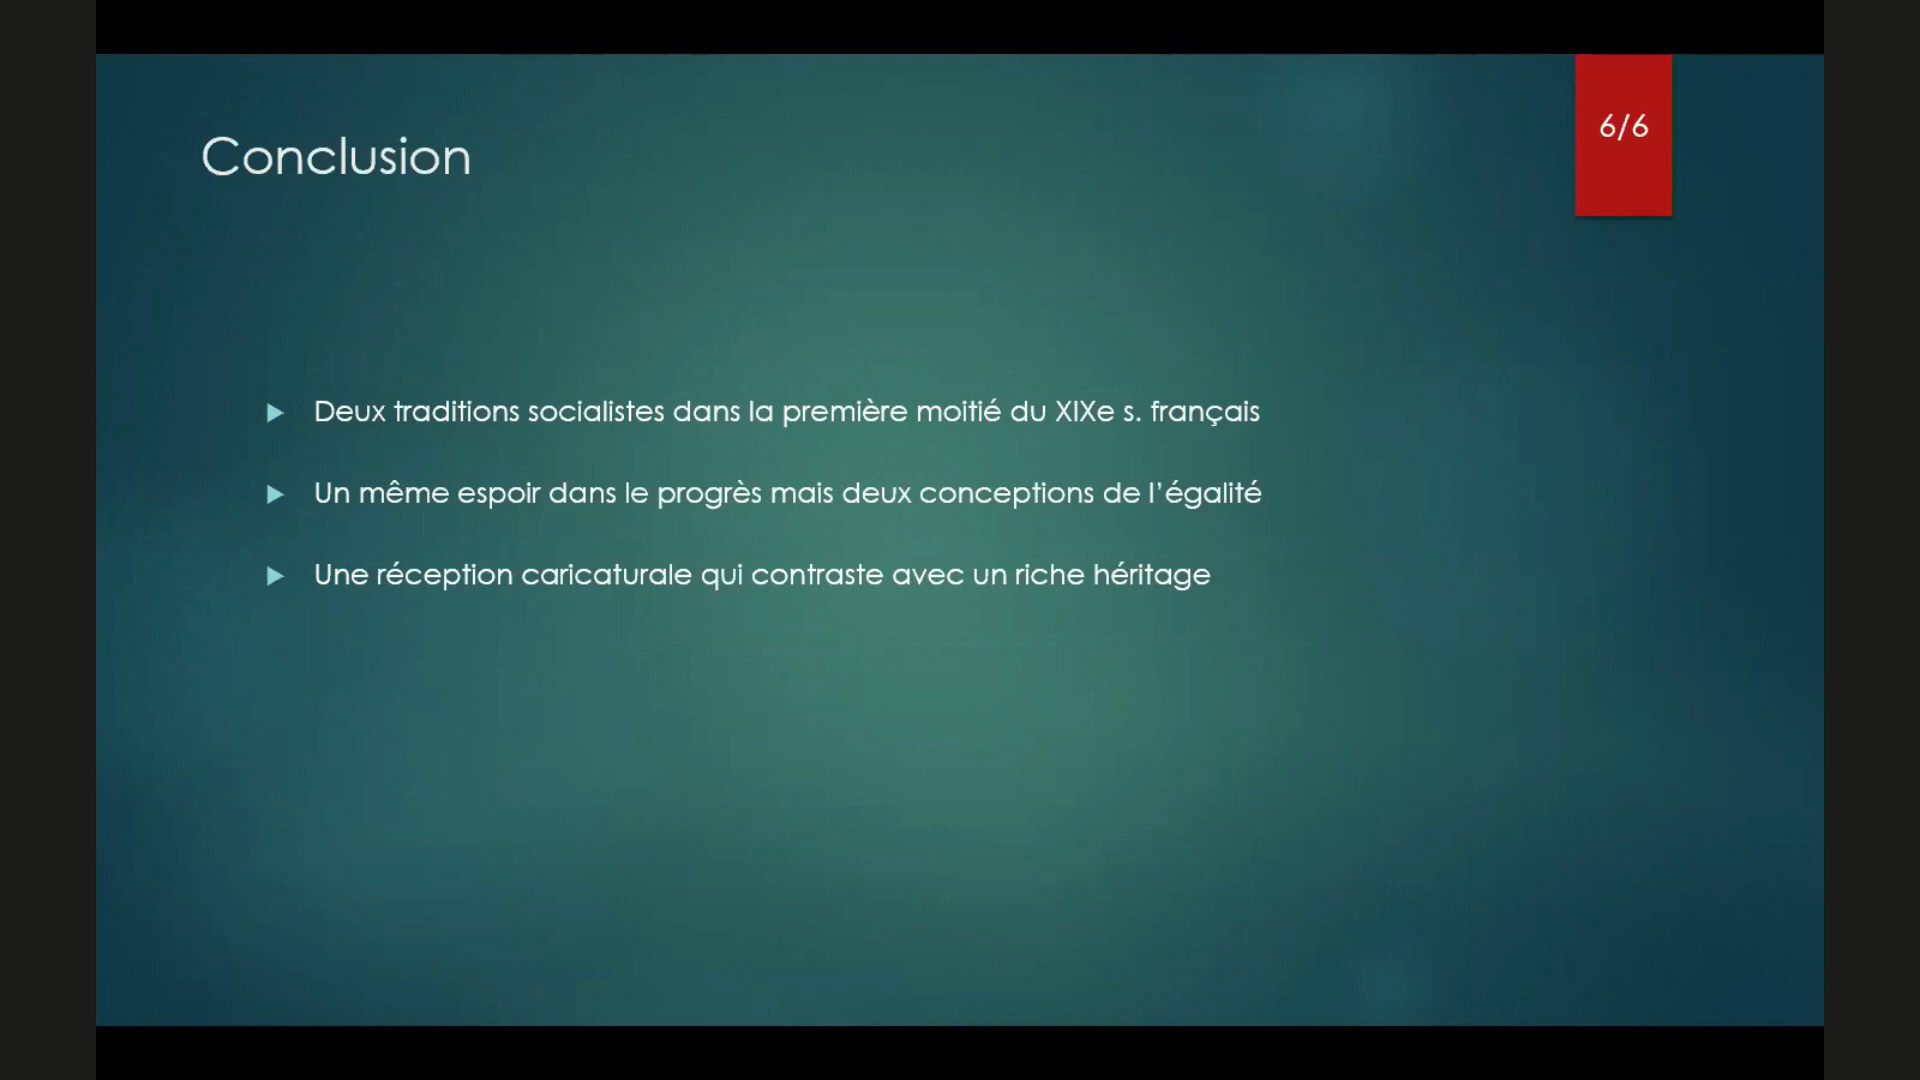 Conclusion
6/6
Deux traditions socialistes dans la première moitié du XIXe s. français
Un même espoir dans le progrès mais deux conceptions de l’égalité
Une réception caricaturale qui contraste avec un riche héritage